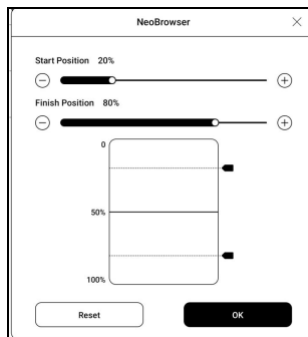 NeoBrowser
Start Position 20%
Finish Position 80%
0
50%
100%
Reset
OK